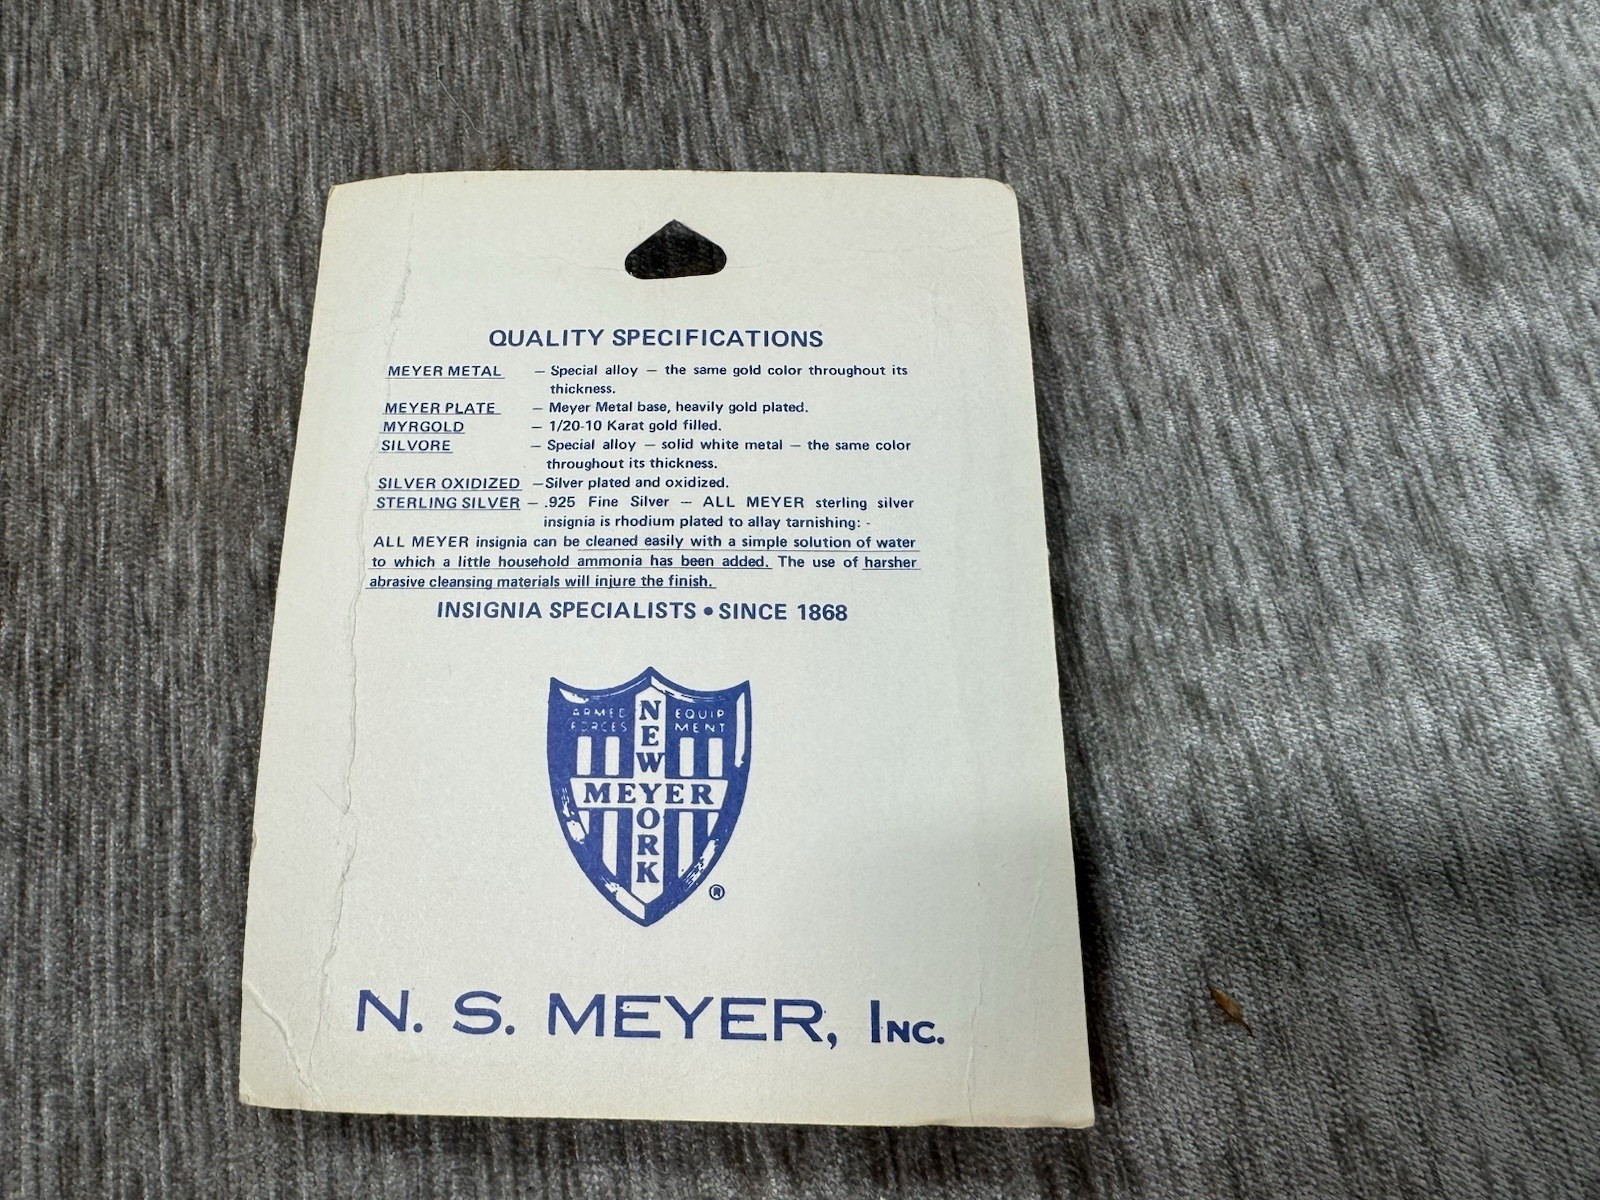 QUALITY SPECIFICATIONS
MEYER METAL — Special alloy — the same gold color throughout its
thickness.
MEYER PLATE — Meyer Metal base, heavily gold plated.
MYRGOLD — 1/20-10 Karat gold filled.
SILVORE — Special alloy — solid white metal — the same color
throughout its thickness.
SILVER OXIDIZED —Silver plated and oxidized.
STERLING SILVER — .925 Fine Silver — ALL MEYER sterling silver
insignia is rhodium plated to allay tarnishing: -
ALL MEYER insignia can be cleaned easily with a simple solution of water
to which a little household ammonia has been added. The use of harsher
abrasive cleansing materials will injure the finish.
INSIGNIA SPECIALISTS • SINCE 1868
ARMED EQUIP
FORCES MENT
NEW YORK
MEYER
®
N. S. MEYER, INC.